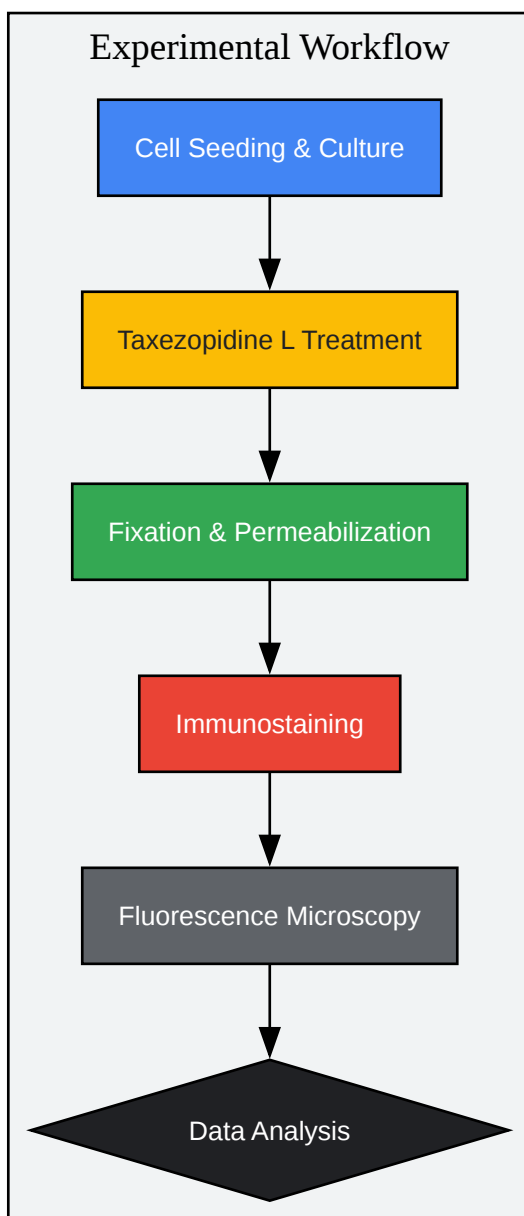 Experimental Workflow
Cell Seeding & Culture
Taxezopidine L Treatment
Fixation & Permeabilization
Immunostaining
Fluorescence Microscopy
Data Analysis